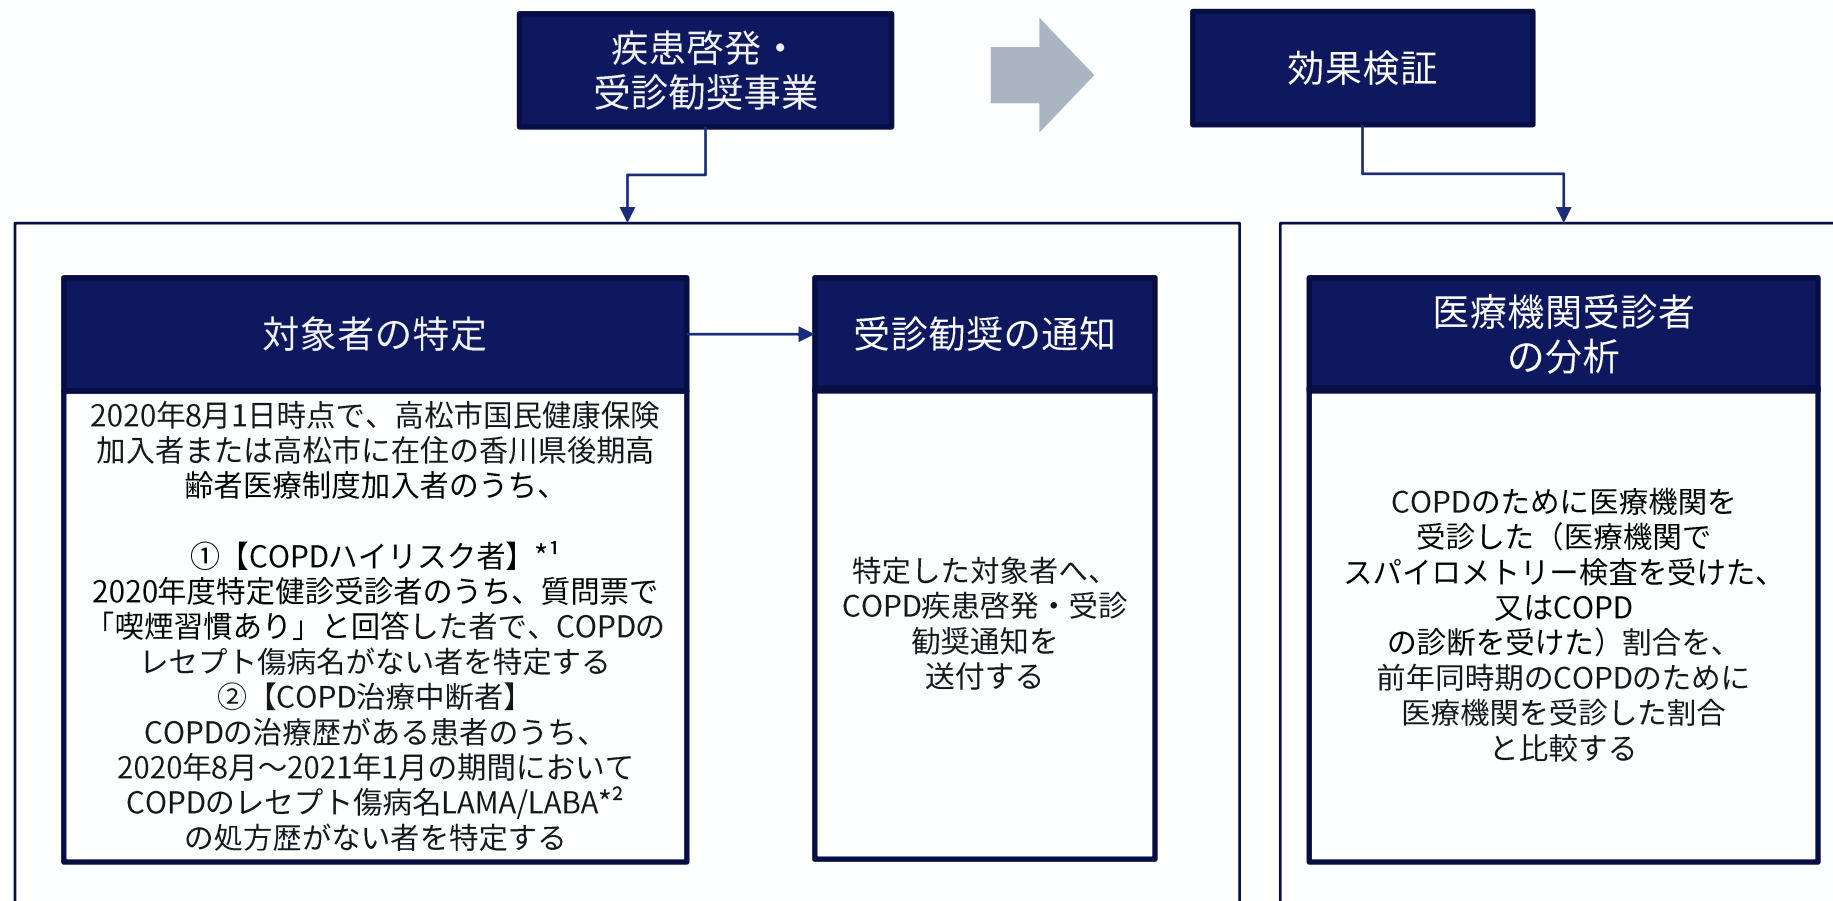 疾患啓発・
受診勧奨事業
効果検証
対象者の特定
2020年8月1日時点で、高松市国民健康保険
加入者または高松市に在住の香川県後期高
齢者医療制度加入者のうち、
①【COPDハイリスク者】*¹
2020年度特定健診受診者のうち、質問票で
「喫煙習慣あり」と回答した者で、COPDの
レセプト傷病名がない者を特定する
②【COPD治療中断者】
COPDの治療歴がある患者のうち、
2020年8月～2021年1月の期間において
COPDのレセプト傷病名LAMA/LABA*²
の処方歴がない者を特定する
受診勧奨の通知
特定した対象者へ、
COPD疾患啓発・受診
勧奨通知を
送付する
医療機関受診者
の分析
COPDのために医療機関を
受診した（医療機関で
スパイロメトリー検査を受けた、
又はCOPD
の診断を受けた）割合を、
前年同時期のCOPDのために
医療機関を受診した割合
と比較する